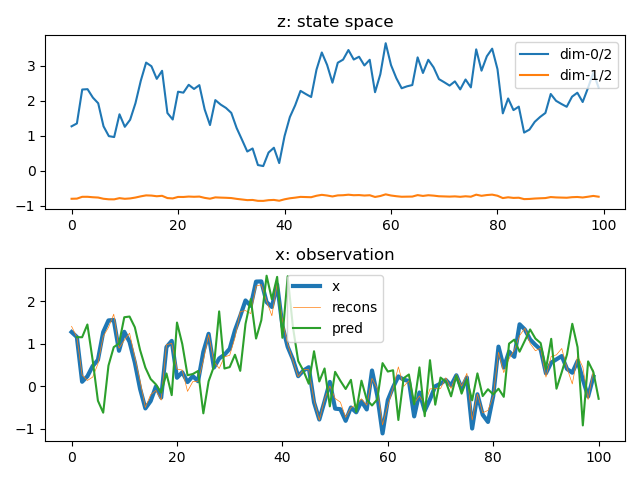 z: state space
3
2
1
0
−1
dim-0/2
dim-1/2
0 20 40 60 80 100
x: observation
2
1
0
−1
x
recons
pred
0 20 40 60 80 100